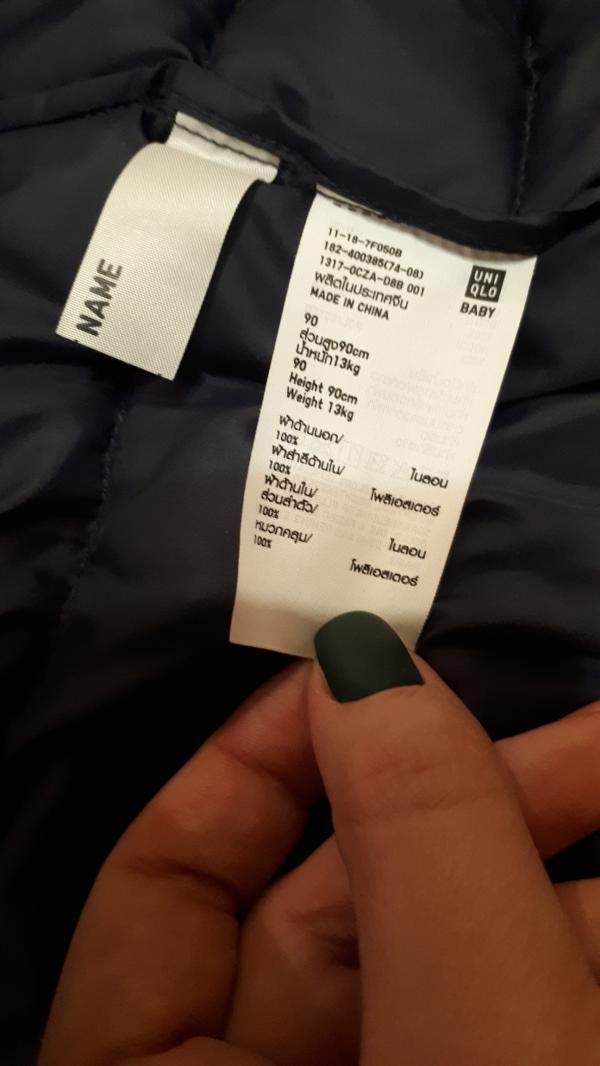 NAME
11-18-7F050B
182-400385(74-08)
1317-0CZA-D8B 001
ผลิตในประเทศจีน
MADE IN CHINA
UNI
QLO
BABY
90
ส่วนสูง90cm
น้ำหนัก13kg
90
Height 90cm
Weight 13kg
ผ้าด้านนอก/
100% ไนลอน
ผ้าสำลีด้านใน/
100% โพลีเอสเตอร์
ผ้าด้านใน/
ส่วนลำตัว/
100% ไนลอน
หมวกคลุม/
100% โพลีเอสเตอร์